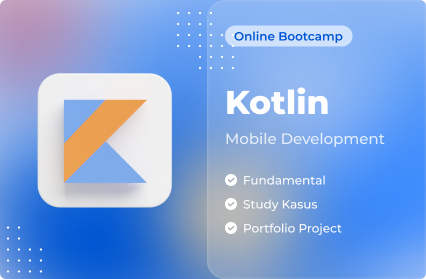 Online Bootcamp
Kotlin
Mobile Development
Fundamental
Study Kasus
Portfolio Project